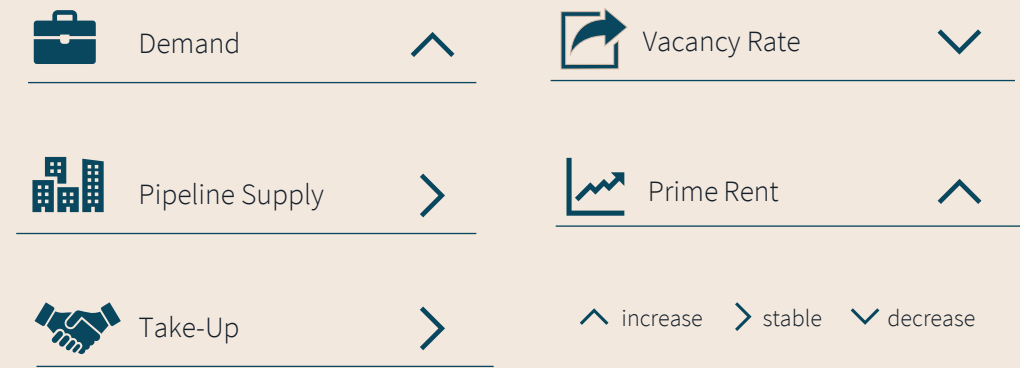 Demand
Vacancy Rate
Pipeline Supply
Prime Rent
Take-Up
increase stable decrease